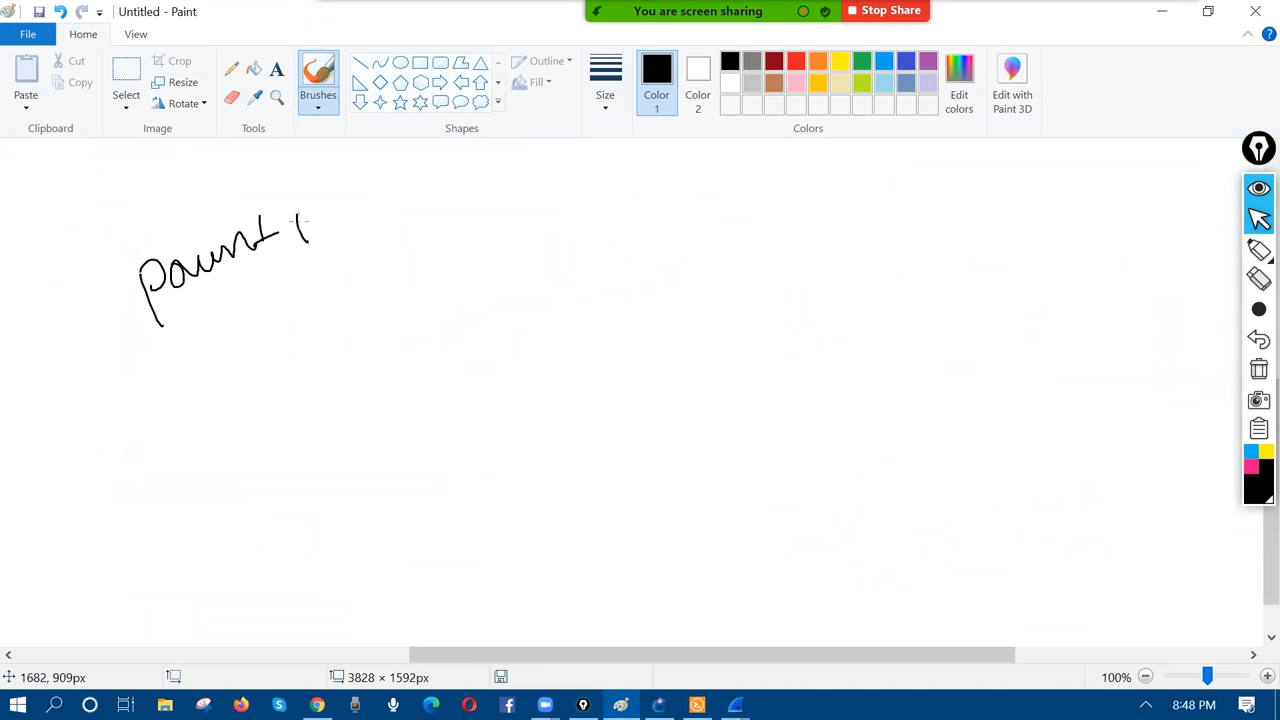 Untitled - Paint
You are screen sharing
Stop Share
File
Home
View
Paste
Cut
Copy
Clipboard
Select
Crop
Resize
Rotate
Image
Tools
Brushes
Shapes
Outline
Fill
Size
Color 1
Color 2
Colors
Edit colors
Edit with Paint 3D
1682, 909px
3828 × 1592px
100%
8:48 PM